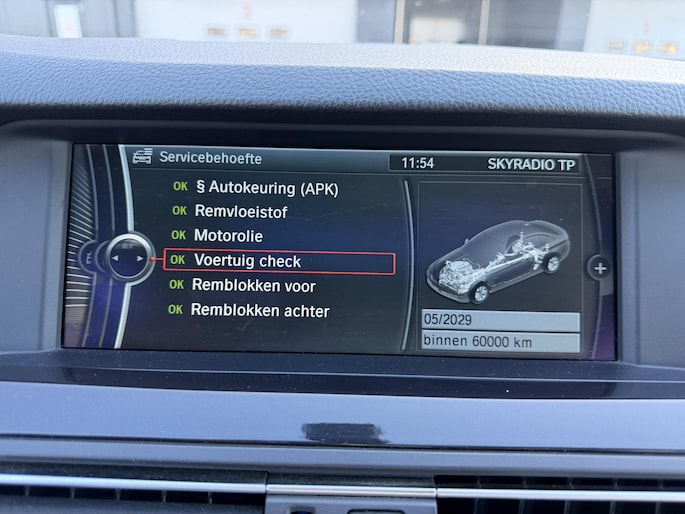 Servicebehoefte
11:54
SKYRADIO TP
OK § Autokeuring (APK)
OK Remvloeistof
OK Motorolie
OK Voertuig check
OK Remblokken voor
OK Remblokken achter
05/2029
binnen 60000 km